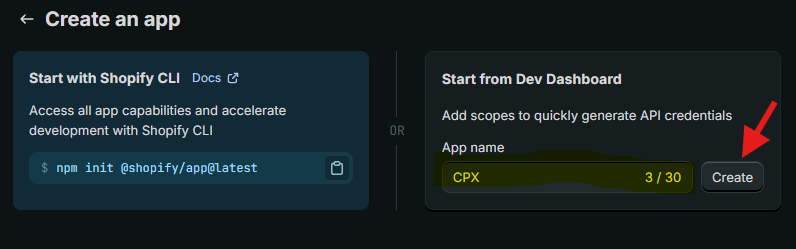 Create an app
Start with Shopify CLI Docs
Access all app capabilities and accelerate
development with Shopify CLI
$ npm init @shopify/app@latest
OR
Start from Dev Dashboard
Add scopes to quickly generate API credentials
App name
CPX 3 / 30 Create